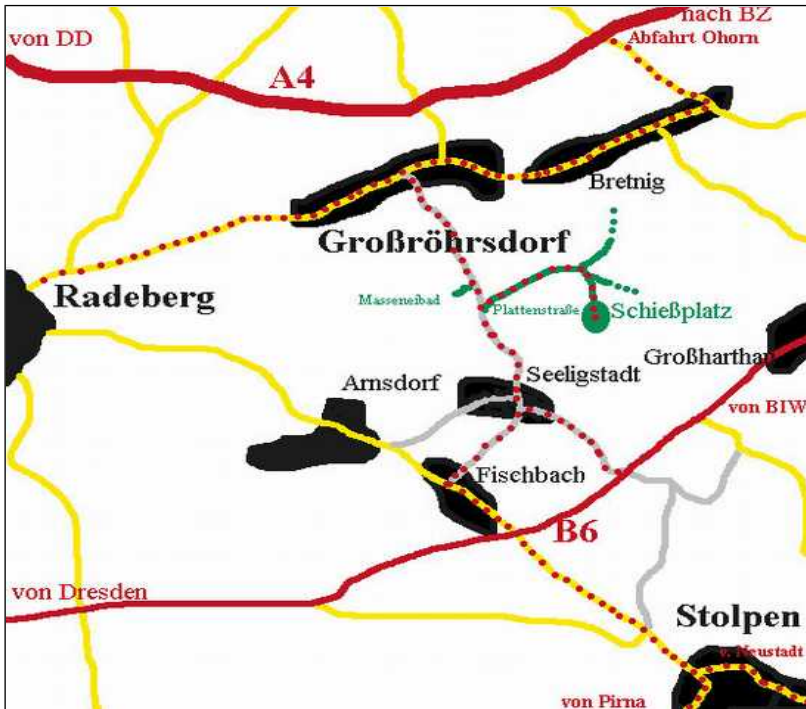 nach BZ
von DD
Abfahrt Ohorn
A4
Bretnig
Großröhrsdorf
Radeberg
Masseneibad
Plattenstraße
Schießplatz
Großharthau
Seeligstadt
Arnsdorf
von BIW
Fischbach
B6
von Dresden
Stolpen
v. Neustadt
von Pirna